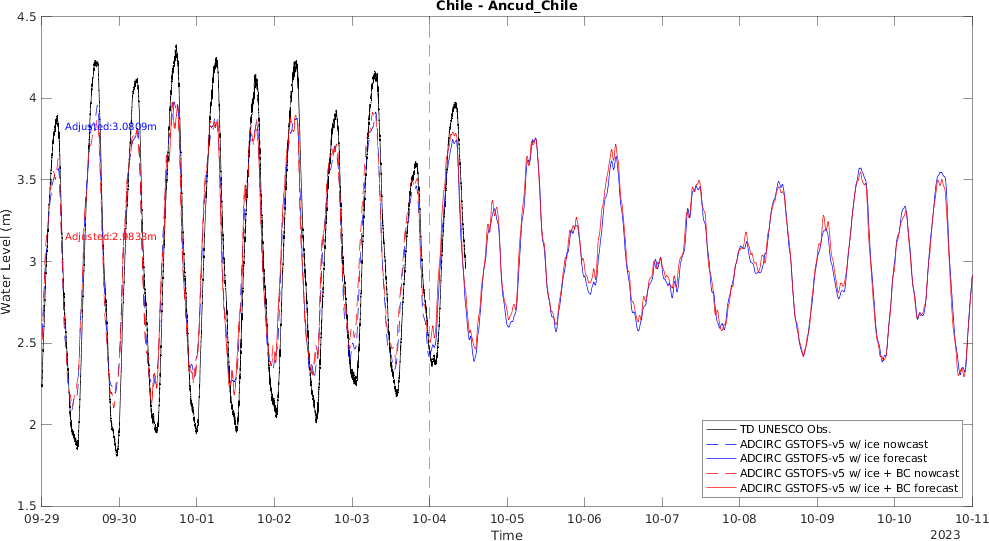 Chile - Ancud_Chile
Water Level (m)
4.5
4
3.5
3
2.5
2
1.5
Adjusted:3.0809m
Adjusted:2.9833m
TD UNESCO Obs.
ADCIRC GSTOFS-v5 w/ ice nowcast
ADCIRC GSTOFS-v5 w/ ice forecast
ADCIRC GSTOFS-v5 w/ ice + BC nowcast
ADCIRC GSTOFS-v5 w/ ice + BC forecast
09-29 09-30 10-01 10-02 10-03 10-04 10-05 10-06 10-07 10-08 10-09 10-10 10-11
Time
2023